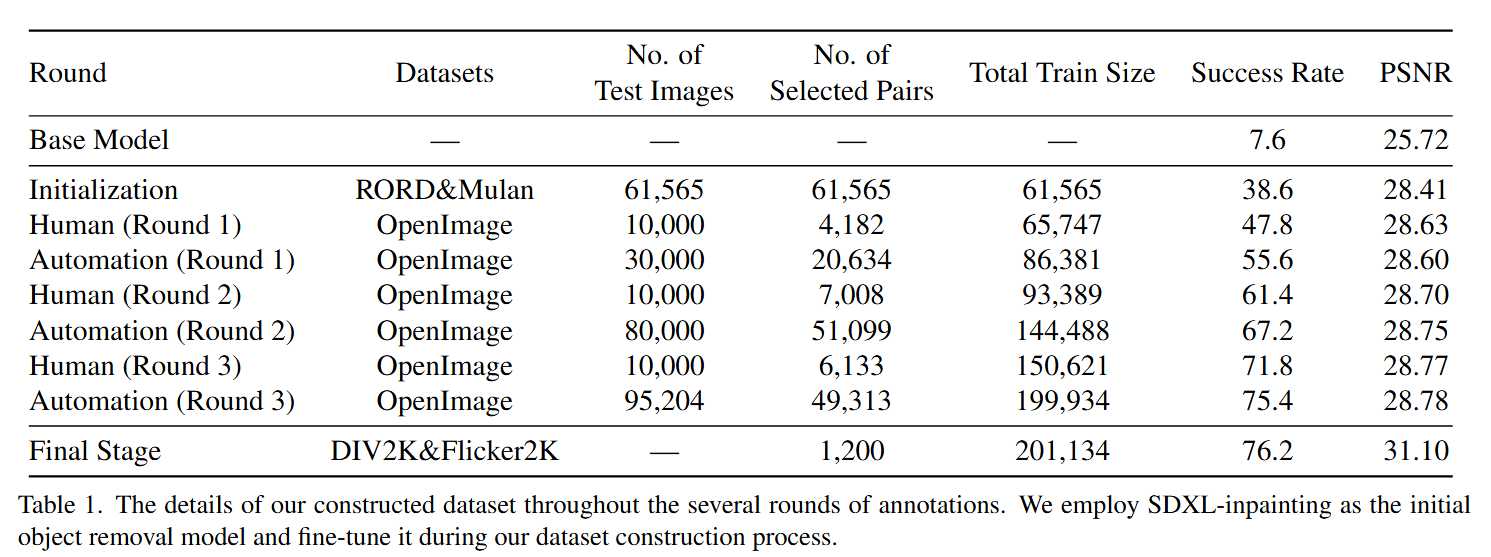 Round Datasets No. of Test Images No. of Selected Pairs Total Train Size Success Rate PSNR
Base Model — — — — 7.6 25.72
Initialization RORD&Mulan 61,565 61,565 61,565 38.6 28.41
Human (Round 1) OpenImage 10,000 4,182 65,747 47.8 28.63
Automation (Round 1) OpenImage 30,000 20,634 86,381 55.6 28.60
Human (Round 2) OpenImage 10,000 7,008 93,389 61.4 28.70
Automation (Round 2) OpenImage 80,000 51,099 144,488 67.2 28.75
Human (Round 3) OpenImage 10,000 6,133 150,621 71.8 28.77
Automation (Round 3) OpenImage 95,204 49,313 199,934 75.4 28.78
Final Stage DIV2K&Flicker2K — 1,200 201,134 76.2 31.10
Table 1. The details of our constructed dataset throughout the several rounds of annotations. We employ SDXL-inpainting as the initial
object removal model and fine-tune it during our dataset construction process.